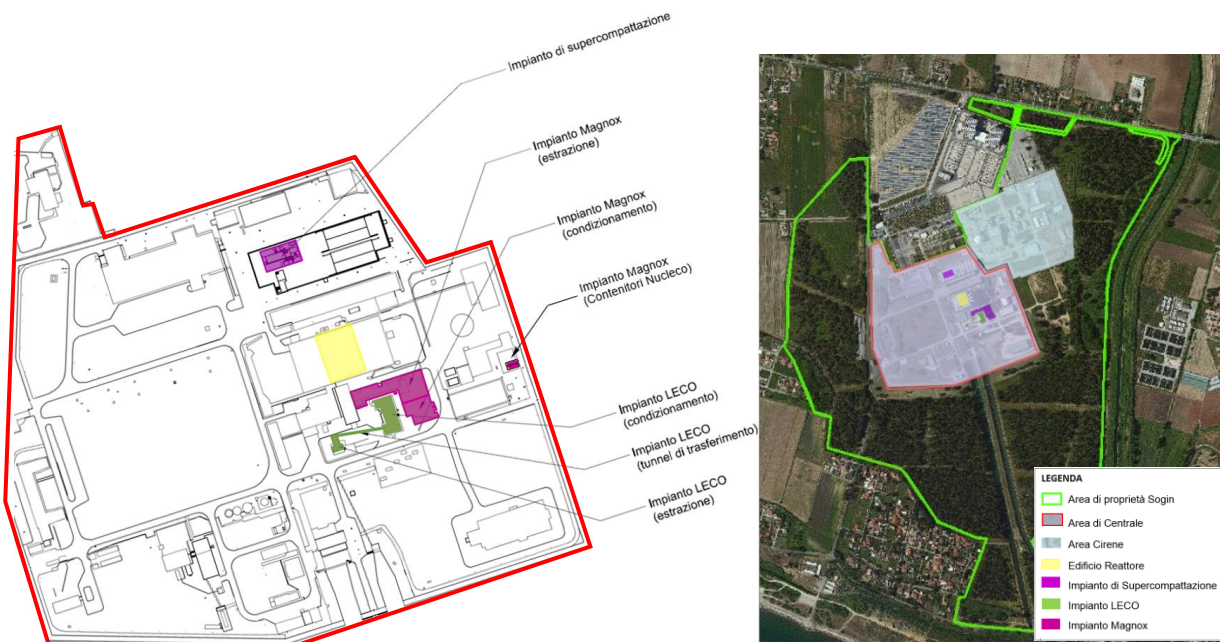 Impianto di supercompattazione
Impianto Magnox
(estrazione)
Impianto Magnox
(condizionamento)
Impianto Magnox
(Contenitori Nucleco)
Impianto LECO
(condizionamento)
Impianto LECO
(tunnel di trasferimento)
Impianto LECO
(estrazione)
LEGENDA
Area di proprietà Sogin
Area di Centrale
Area Cirene
Edificio Reattore
Impianto di Supercompattazione
Impianto LECO
Impianto Magnox